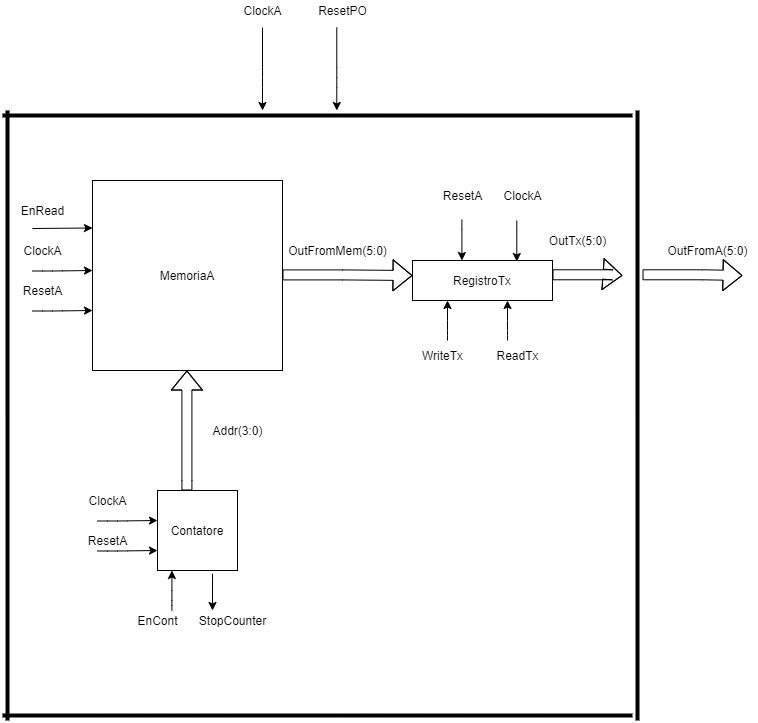 ClockA
ResetPO
EnRead
ClockA
ResetA
MemoriaA
OutFromMem(5:0)
ResetA
ClockA
RegistroTx
OutTx(5:0)
OutFromA(5:0)
WriteTx
ReadTx
Addr(3:0)
ClockA
ResetA
Contatore
EnCont
StopCounter